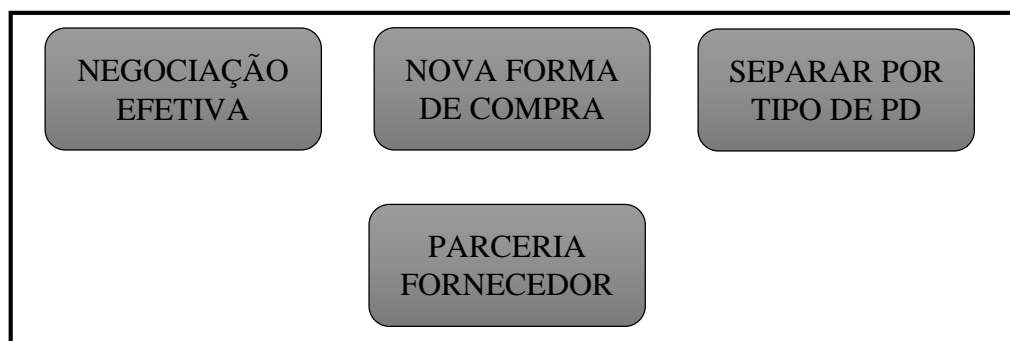 NEGOCIAÇÃO
EFETIVA
NOVA FORMA
DE COMPRA
SEPARAR POR
TIPO DE PD
PARCERIA
FORNECEDOR